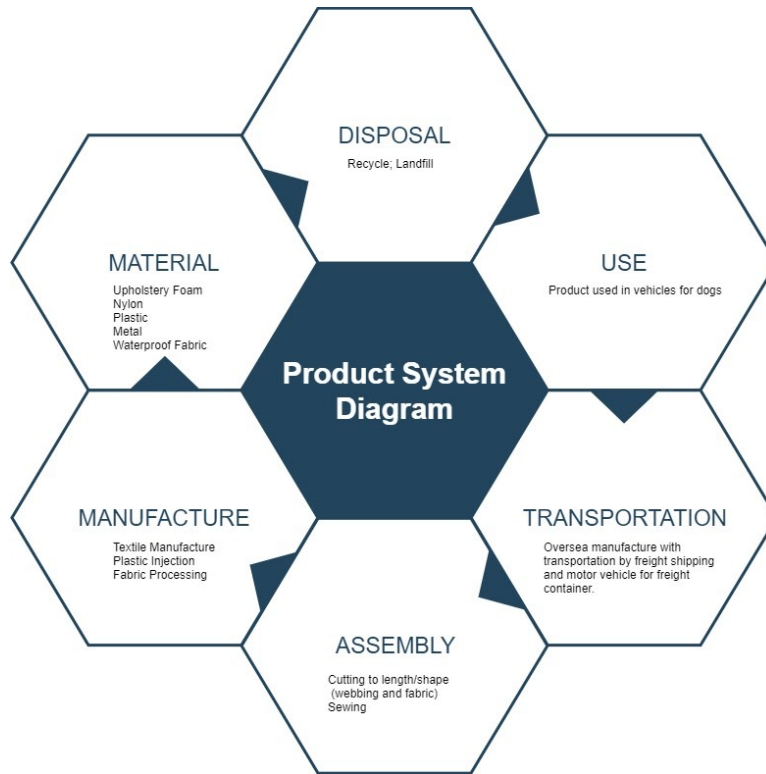 DISPOSAL
Recycle; Landfill
MATERIAL
Upholstery Foam
Nylon
Plastic
Metal
Waterproof Fabric
USE
Product used in vehicles for dogs
Product System
Diagram
MANUFACTURE
Textile Manufacture
Plastic Injection
Fabric Processing
TRANSPORTATION
Oversea manufacture with
transportation by freight shipping
and motor vehicle for freight
container.
ASSEMBLY
Cutting to length/shape
(webbing and fabric)
Sewing